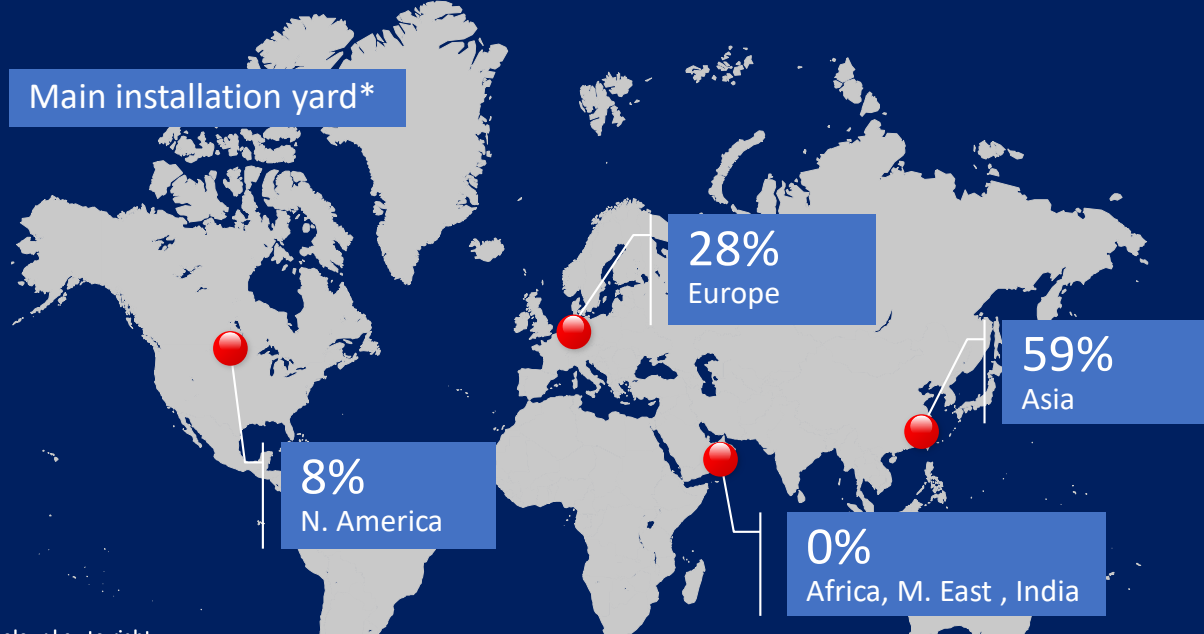 Main installation yard*
28%
Europe
59%
Asia
8%
N. America
0%
Africa, M. East , India